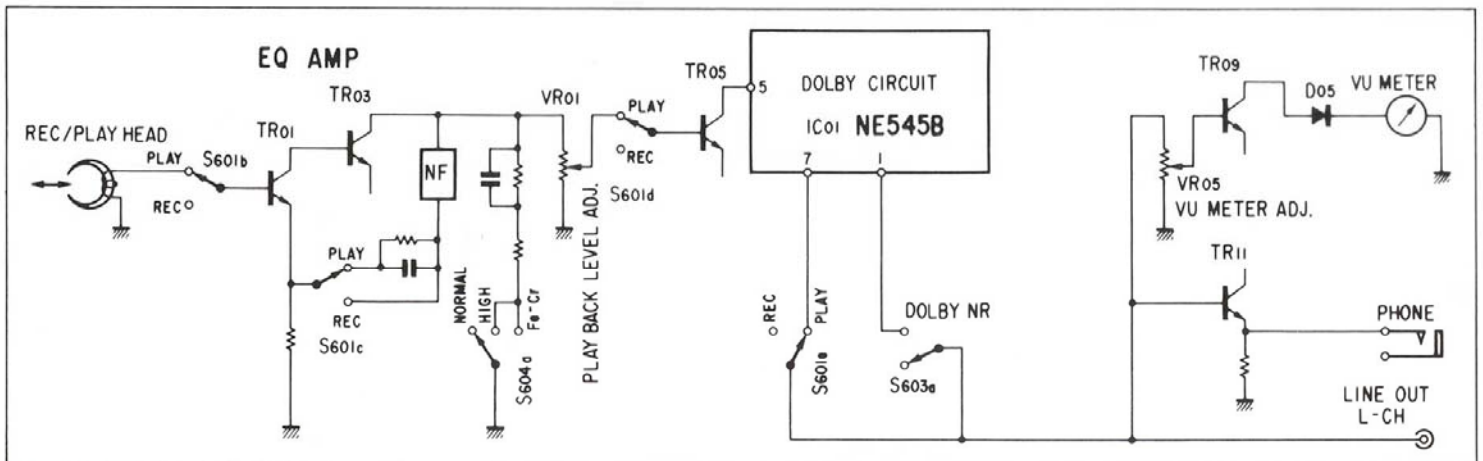 EQ AMP
REC/PLAY HEAD
PLAY
S601b
REC
TR01
TR03
NF
PLAY
REC
S601c
NORMAL
HIGH
Fe-Cr
S604a
VR01
PLAY BACK LEVEL ADJ.
PLAY
REC
S601d
TR05
5
DOLBY CIRCUIT
IC01 NE545B
7
1
REC
PLAY
S601e
DOLBY NR
S603a
TR09
D05
VU METER
VR05
VU METER ADJ.
TR11
PHONE
LINE OUT
L-CH